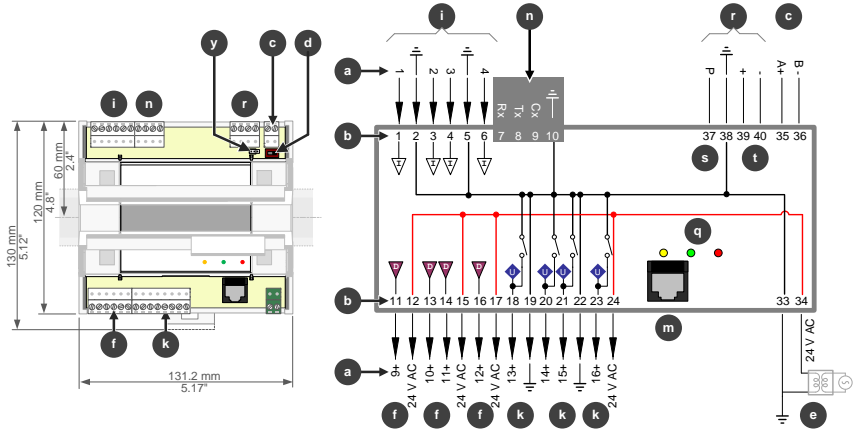 y c d
i n r
60 mm
2.4"
120 mm
4.8"
130 mm
5.12"
f k
131.2 mm
5.17"
i n r c
a 1 2 3 4 P + - A+ B-
Rx Tx Cx
b 1 2 3 4 5 6 7 8 9 10 37 38 39 40 35 36
I I I I
s t
q
D D D D U U U U
b 11 12 13 14 15 16 17 18 19 20 21 22 23 24 33 34
m
24 V AC
a 9+ 24 V AC 10+ 11+ 24 V AC 12+ 24 V AC 13+ 14+ 15+ 16+ 24 V AC
f f f k k k e